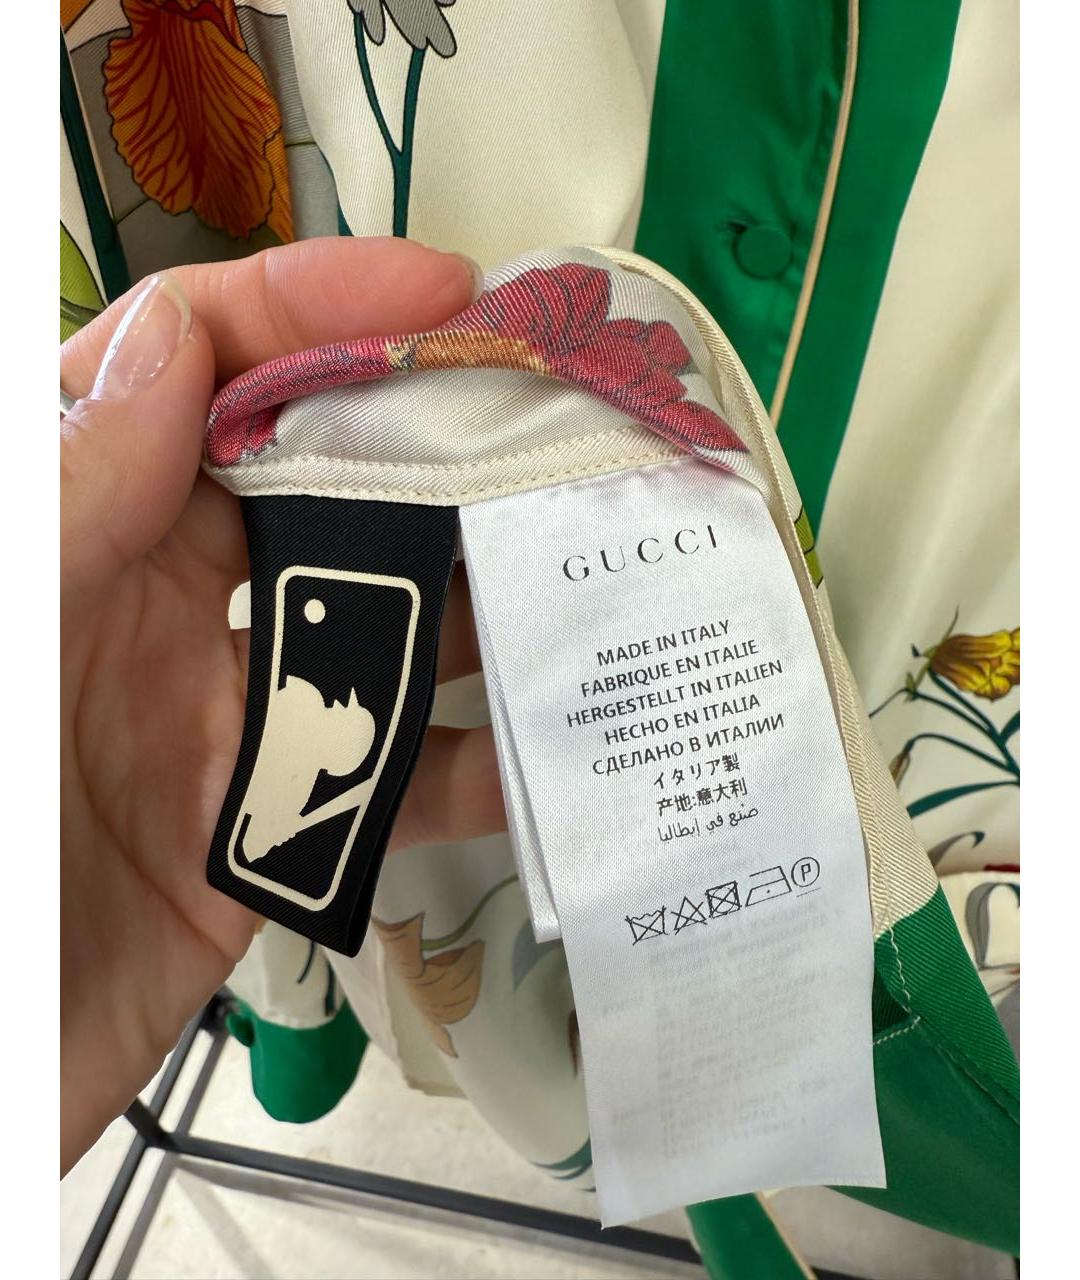 GUCCI
MADE IN ITALY
FABRIQUE EN ITALIE
HERGESTELLT IN ITALIEN
HECHO EN ITALIA
СДЕЛАНО В ИТАЛИИ
イタリア製
产地:意大利
صنع في إيطاليا
P